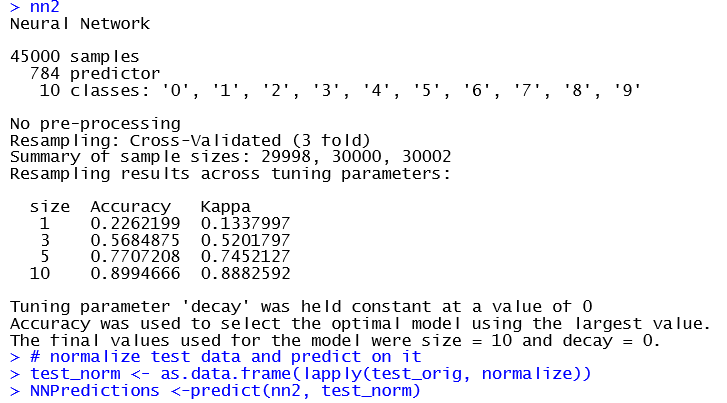 > nn2
Neural Network

45000 samples
  784 predictor
   10 classes: '0', '1', '2', '3', '4', '5', '6', '7', '8', '9'

No pre-processing
Resampling: Cross-Validated (3 fold)
Summary of sample sizes: 29998, 30000, 30002
Resampling results across tuning parameters:

  size  Accuracy   Kappa
   1    0.2262199  0.1337997
   3    0.5684875  0.5201797
   5    0.7707208  0.7452127
  10    0.8994666  0.8882592

Tuning parameter 'decay' was held constant at a value of 0
Accuracy was used to select the optimal model using the largest value.
The final values used for the model were size = 10 and decay = 0.
> # normalize test data and predict on it
> test_norm <- as.data.frame(lapply(test_orig, normalize))
> NNPredictions <-predict(nn2, test_norm)